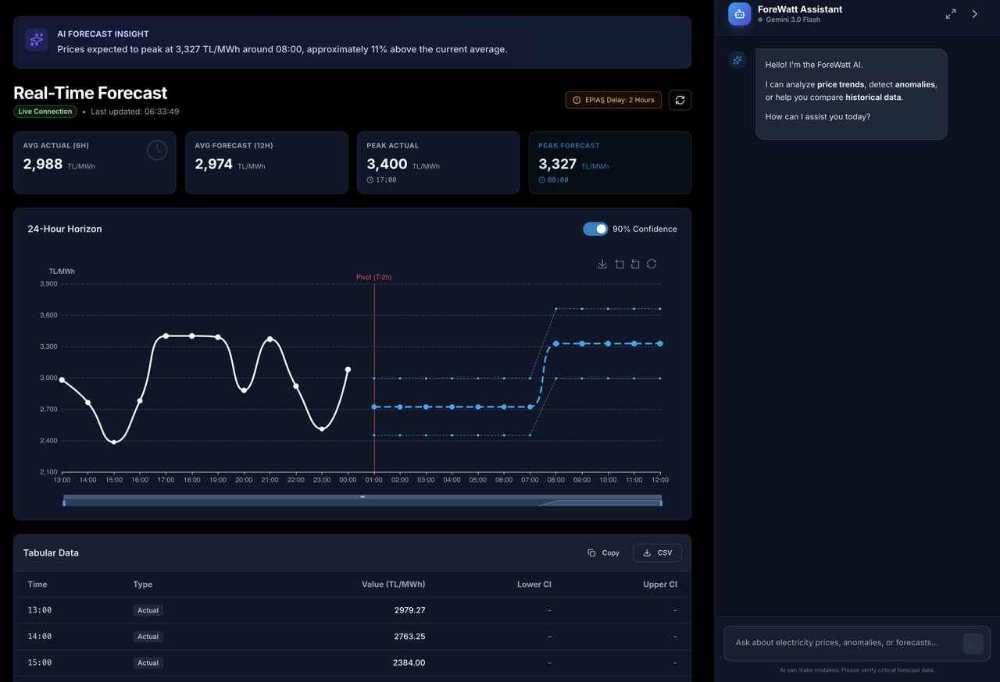 AI FORECAST INSIGHT
Prices expected to peak at 3,327 TL/MWh around 08:00, approximately 11% above the current average.
Real-Time Forecast
Live Connection • Last updated: 06:33:49
EPIAŞ Delay: 2 Hours
AVG ACTUAL (6H)
2,988 TL/MWh
AVG FORECAST (12H)
2,974 TL/MWh
PEAK ACTUAL
3,400 TL/MWh
17:00
PEAK FORECAST
3,327 TL/MWh
08:00
24-Hour Horizon
90% Confidence
TL/MWh
Pivot (T-2h)
3,900
3,600
3,300
3,000
2,700
2,400
2,100
13:00 14:00 15:00 16:00 17:00 18:00 19:00 20:00 21:00 22:00 23:00 00:00 01:00 02:00 03:00 04:00 05:00 06:00 07:00 08:00 09:00 10:00 11:00 12:00
Tabular Data
Copy
CSV
Time Type Value (TL/MWh) Lower CI Upper CI
13:00 Actual 2979.27 - -
14:00 Actual 2763.25 - -
15:00 Actual 2384.00 - -
ForeWatt Assistant
Gemini 3.0 Flash
Hello! I'm the ForeWatt AI.
I can analyze price trends, detect anomalies,
or help you compare historical data.
How can I assist you today?
Ask about electricity prices, anomalies, or forecasts...
AI can make mistakes. Please verify critical forecast data.